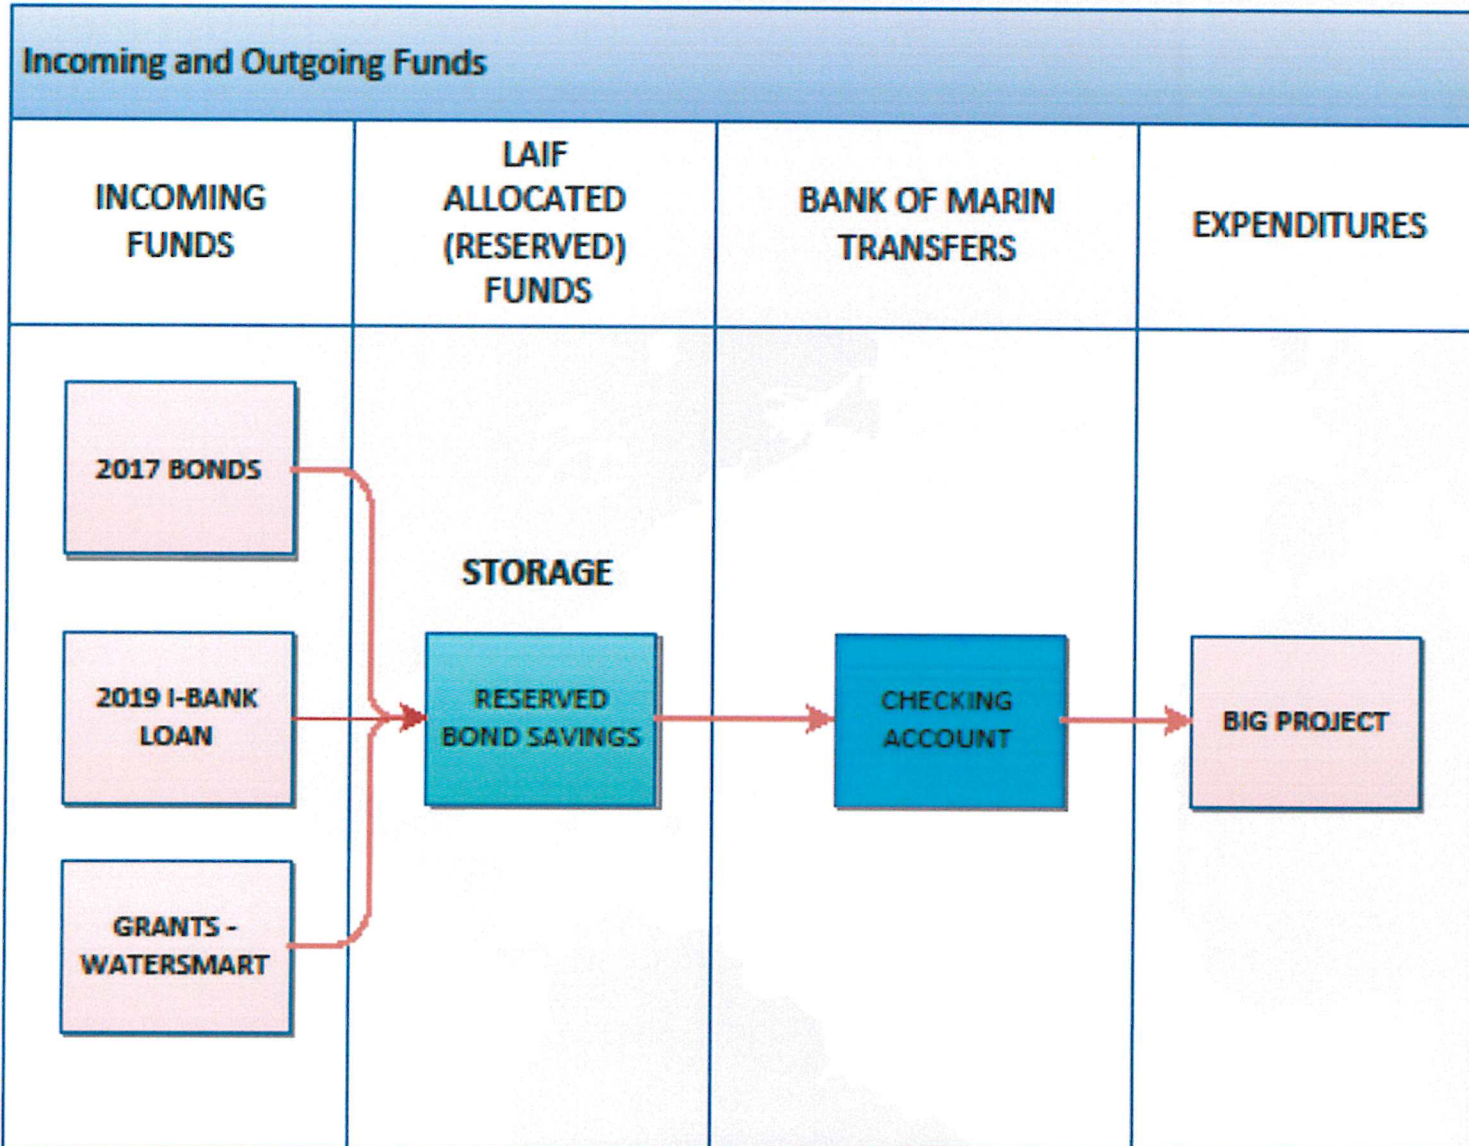 Incoming and Outgoing Funds
INCOMING
FUNDS
LAIF
ALLOCATED
(RESERVED)
FUNDS
BANK OF MARIN
TRANSFERS
EXPENDITURES
2017 BONDS
STORAGE
2019 I-BANK
LOAN
RESERVED
BOND SAVINGS
CHECKING
ACCOUNT
BIG PROJECT
GRANTS -
WATERSMART